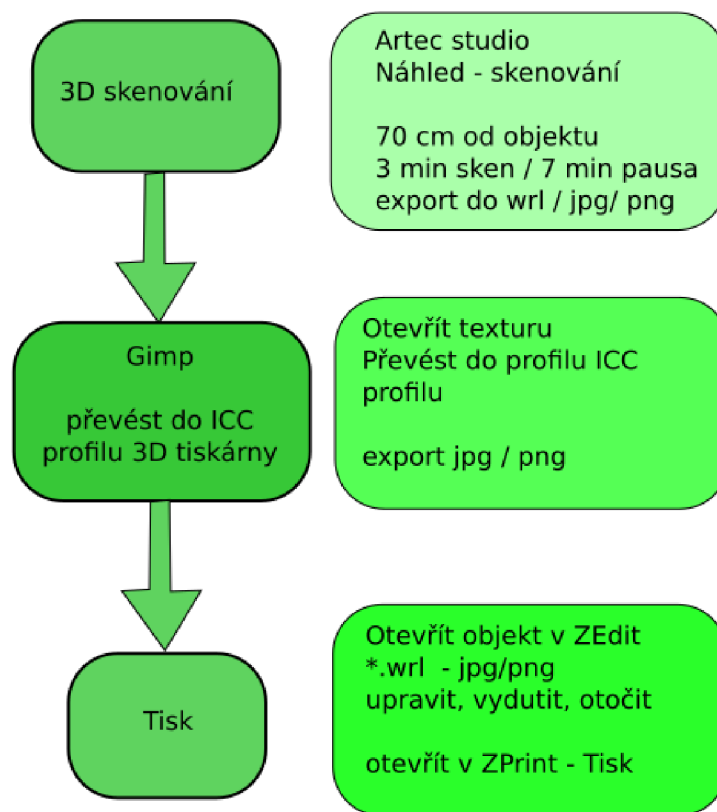 3D skenování
Artec studio
Náhled - skenování
70 cm od objektu
3 min sken / 7 min pausa
export do wrl / jpg/ png
Gimp
převést do ICC
profilu 3D tiskárny
Otevřít texturu
Převést do profilu ICC
profilu
export jpg / png
Tisk
Otevřít objekt v ZEdit
*.wrl - jpg/png
upravit, vydutit, otočit
otevřít v ZPrint - Tisk